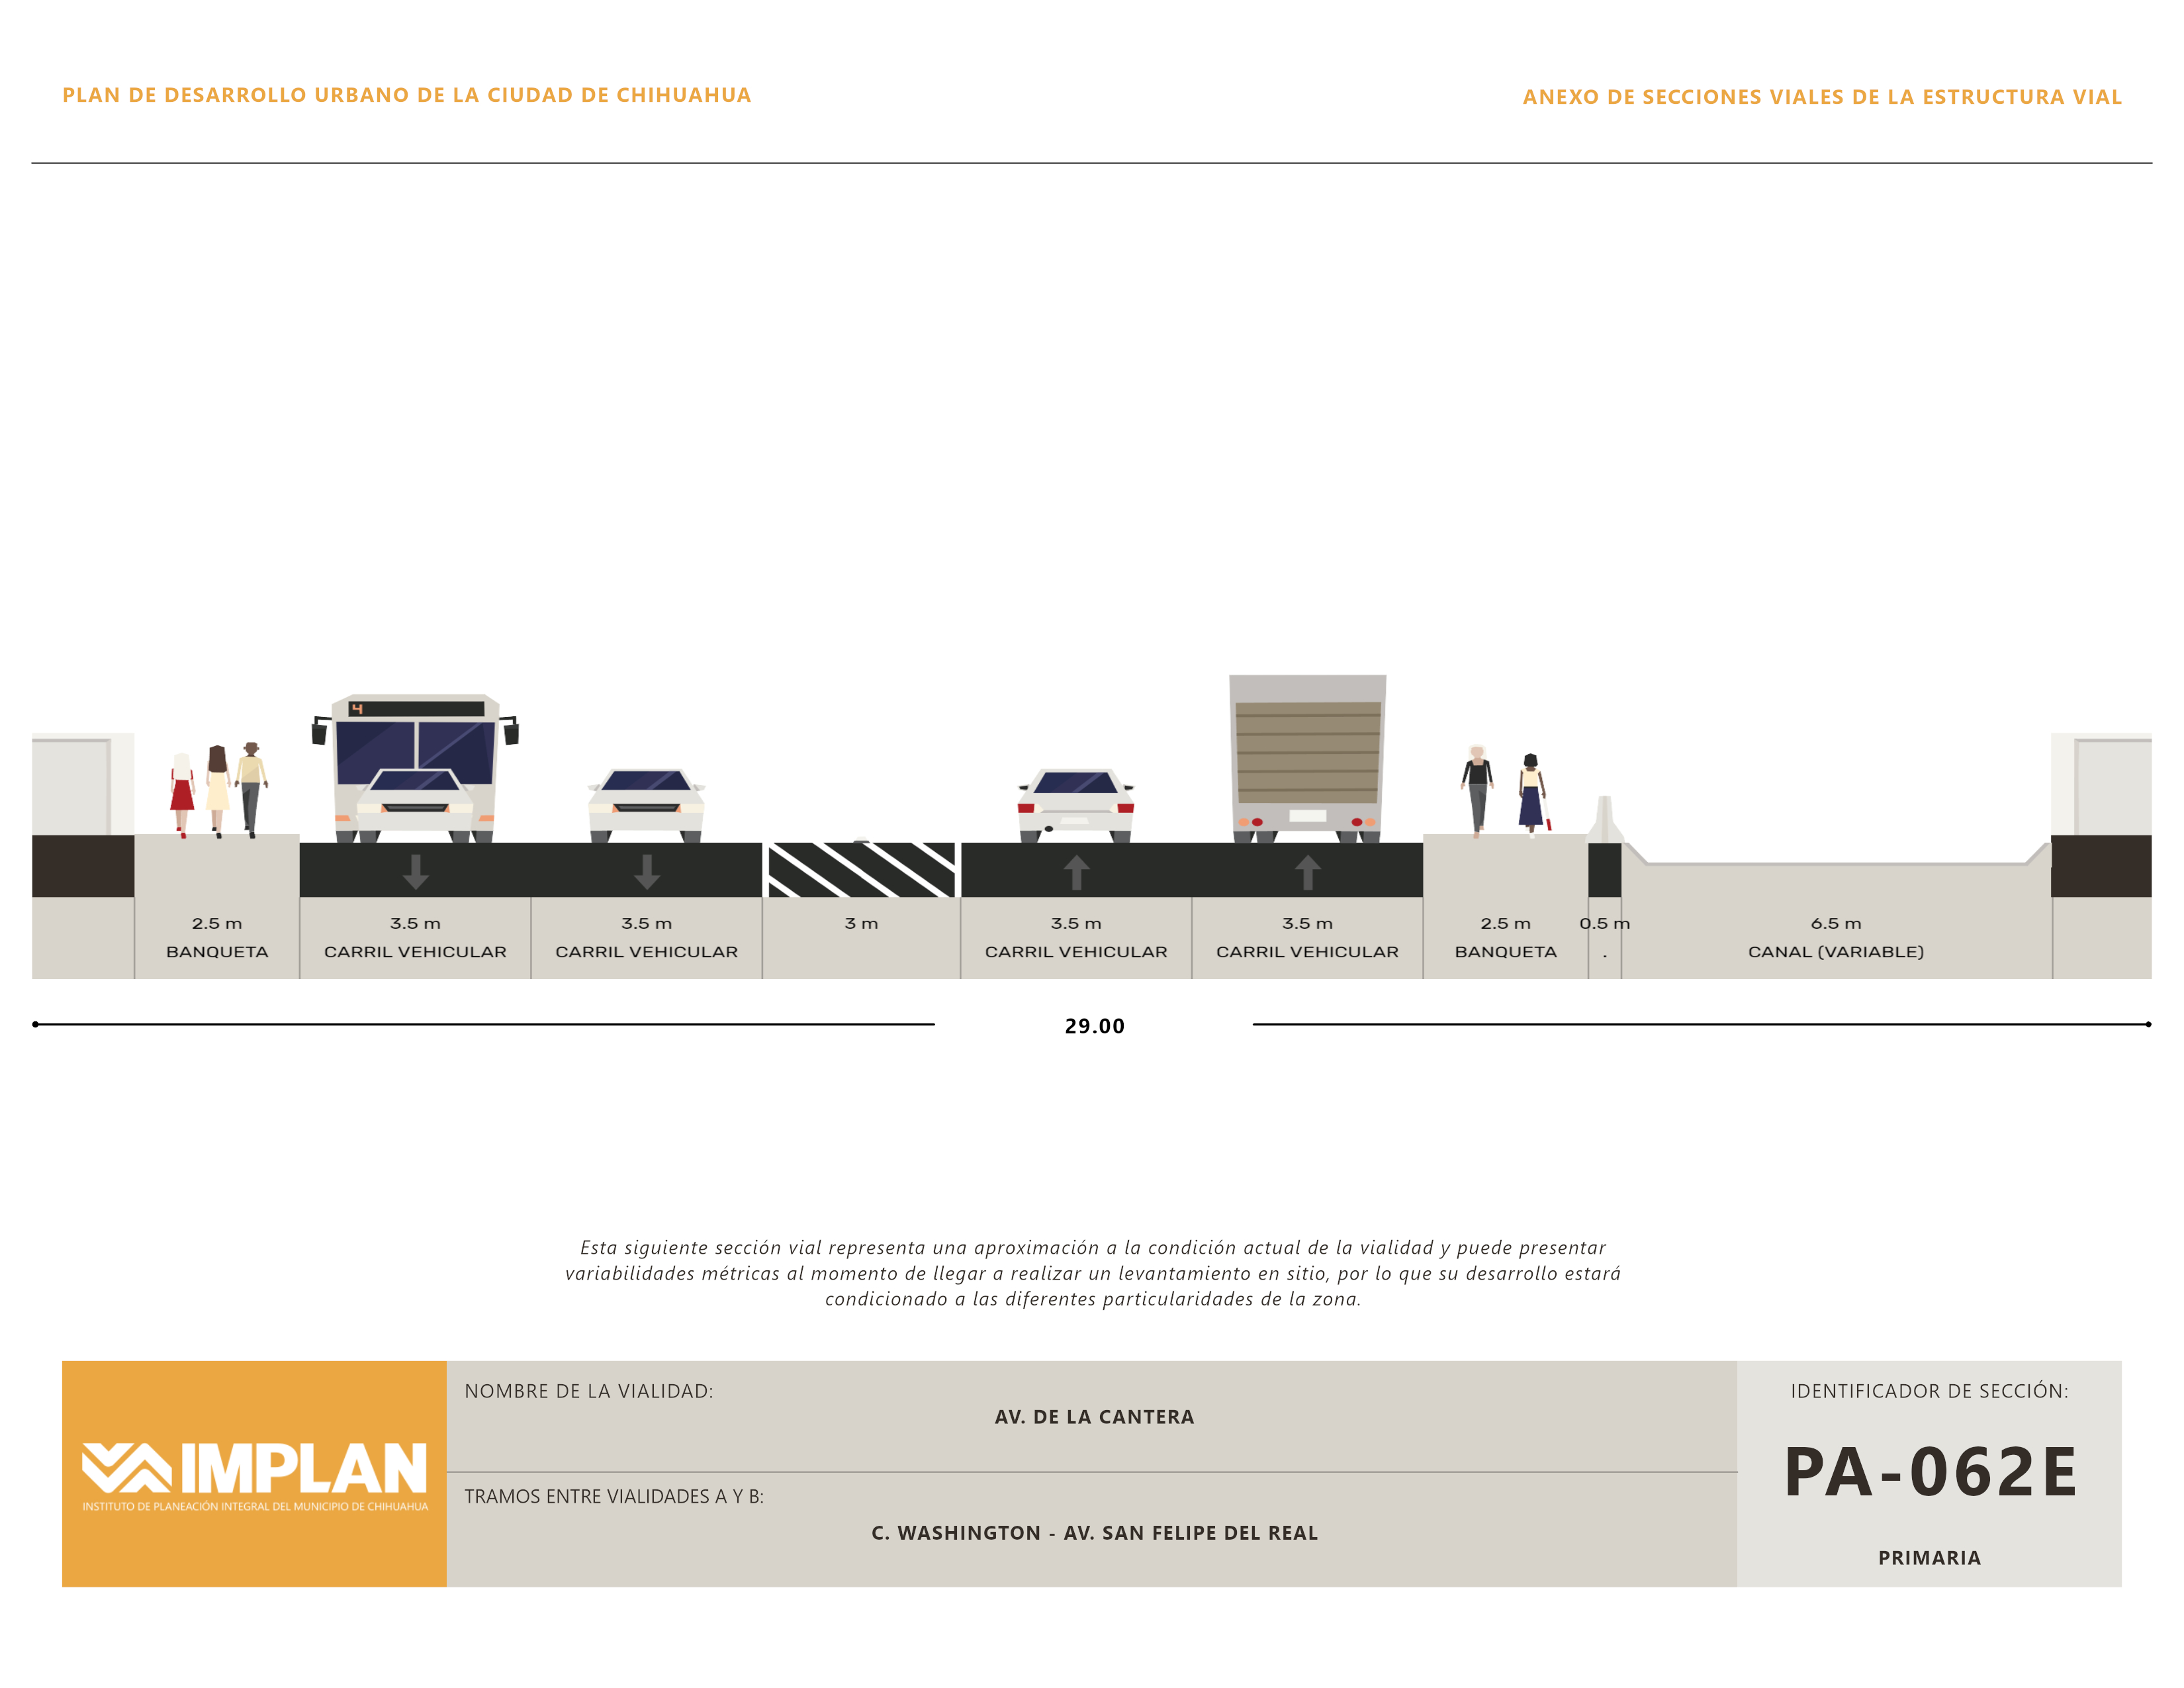 PLAN DE DESARROLLO URBANO DE LA CIUDAD DE CHIHUAHUA
ANEXO DE SECCIONES VIALES DE LA ESTRUCTURA VIAL
4
2.5 m
BANQUETA
3.5 m
CARRIL VEHICULAR
3.5 m
CARRIL VEHICULAR
3 m
3.5 m
CARRIL VEHICULAR
3.5 m
CARRIL VEHICULAR
2.5 m
BANQUETA
0.5 m
.
6.5 m
CANAL (VARIABLE)
29.00
Esta siguiente sección vial representa una aproximación a la condición actual de la vialidad y puede presentar
variabilidades métricas al momento de llegar a realizar un levantamiento en sitio, por lo que su desarrollo estará
condicionado a las diferentes particularidades de la zona.
IMPLAN
INSTITUTO DE PLANEACIÓN INTEGRAL DEL MUNICIPIO DE CHIHUAHUA
NOMBRE DE LA VIALIDAD:
AV. DE LA CANTERA
TRAMOS ENTRE VIALIDADES A Y B:
C. WASHINGTON - AV. SAN FELIPE DEL REAL
IDENTIFICADOR DE SECCIÓN:
PA-062E
PRIMARIA